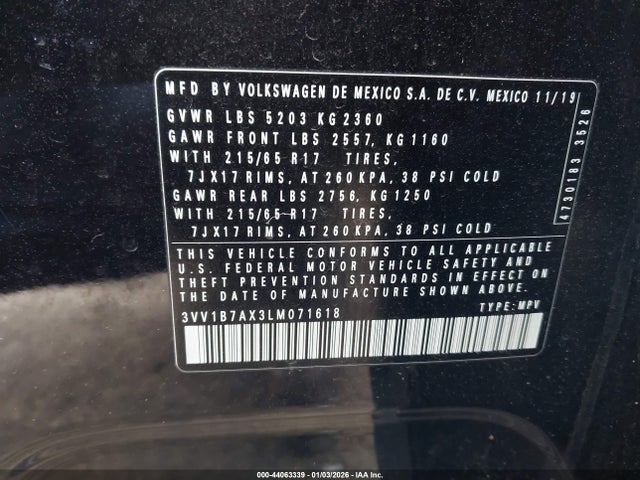 MFD BY VOLKSWAGEN DE MEXICO S.A. DE C.V. MEXICO 11/19
GVWR LBS 5203 KG 2360
GAWR FRONT LBS 2557, KG 1160
WITH 215/65 R17 TIRES,
7JX17 RIMS, AT 260 KPA, 38 PSI COLD
GAWR REAR LBS 2756, KG 1250
WITH 215/65 R17 TIRES,
7JX17 RIMS, AT 260 KPA, 38 PSI COLD
THIS VEHICLE CONFORMS TO ALL APPLICABLE
U.S. FEDERAL MOTOR VEHICLE SAFETY AND
THEFT PREVENTION STANDARDS IN EFFECT ON
THE DATE OF MANUFACTURE SHOWN ABOVE.
3VV1B7AX3LM071618 TYPE: MPV
4730183 3526
000-44063339 | 01/03/2026 - IAA Inc.